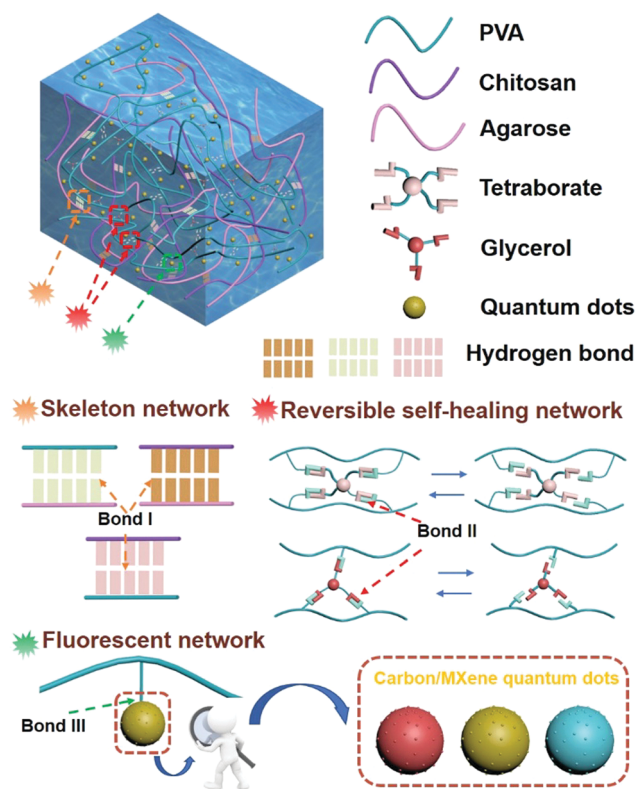 PVA
Chitosan
Agarose
Tetraborate
Glycerol
Quantum dots
Hydrogen bond
Skeleton network
Reversible self-healing network
Bond I
Bond II
Fluorescent network
Bond III
Carbon/MXene quantum dots